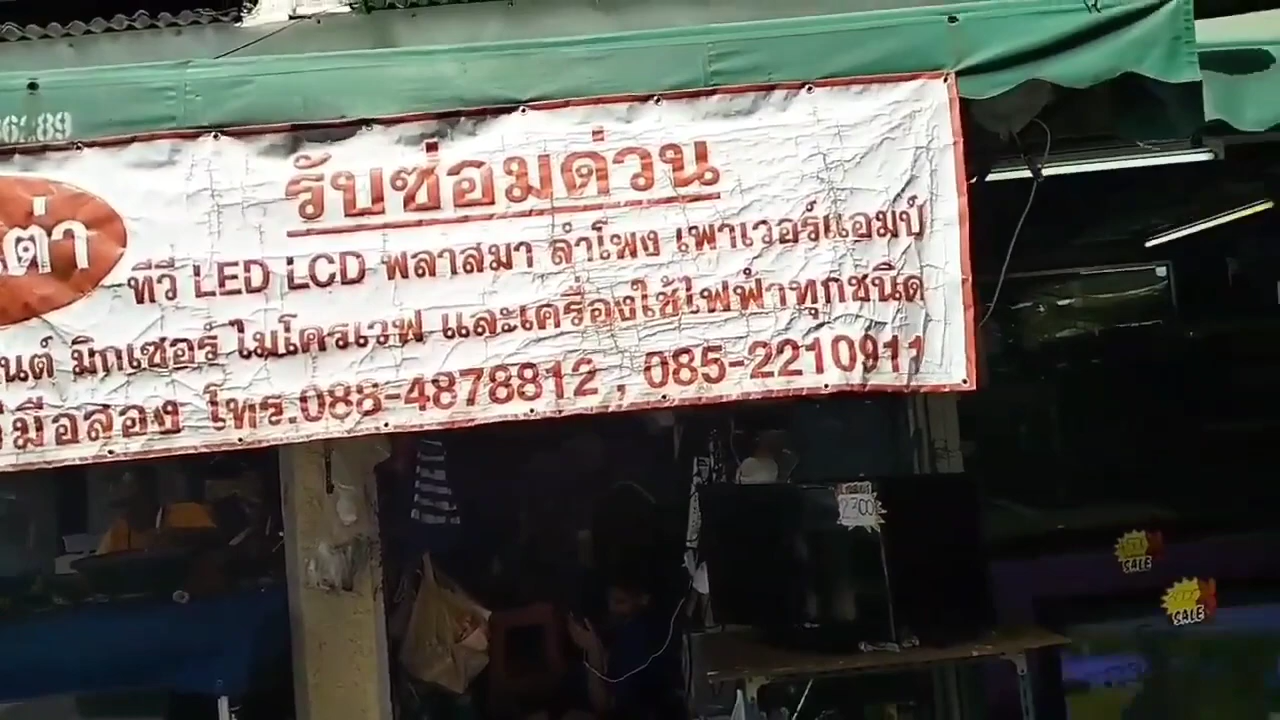 รับซ่อมด่วน
ทีวี LED LCD พลาสมา ลำโพง เพาเวอร์แอมป์
มิกเซอร์ ไมโครเวฟ และเครื่องใช้ไฟฟ้าทุกชนิด
มือสอง โทร.088-4878812 , 085-2210911
2700
SALE
SALE